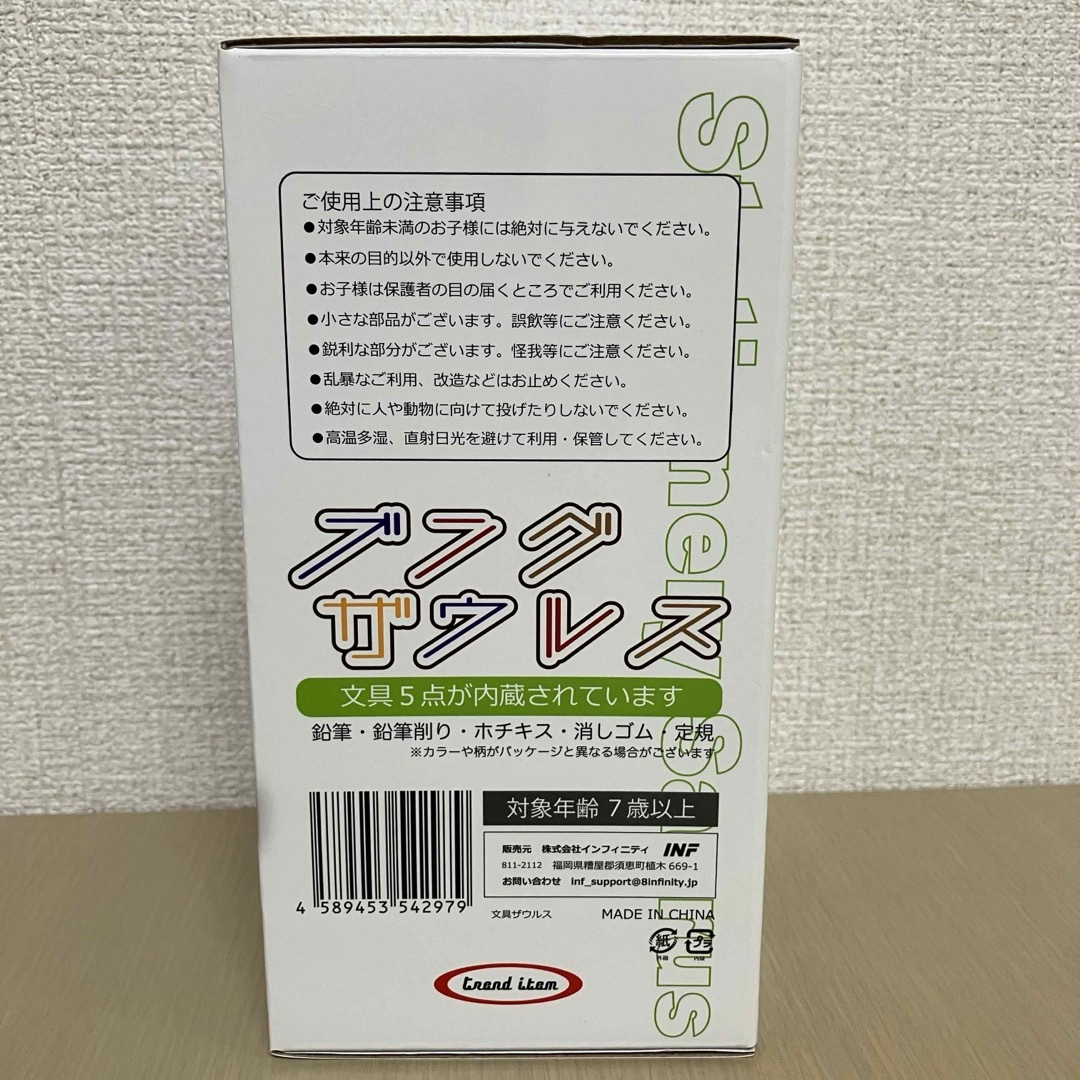 ご使用上の注意事項
●対象年齢未満のお子様には絶対に与えないでください。
●本来の目的以外で使用しないでください。
●お子様は保護者の目の届くところでご利用ください。
●小さな部品がございます。誤飲等にご注意ください。
●鋭利な部分がございます。怪我等にご注意ください。
●乱暴なご利用、改造などはお止めください。
●絶対に人や動物に向けて投げたりしないでください。
●高温多湿、直射日光を避けて利用・保管してください。
ブング
ザウルス
文具5点が内蔵されています
鉛筆・鉛筆削り・ホチキス・消しゴム・定規
※カラーや柄がパッケージと異なる場合がございます
対象年齢 7歳以上
販売元 株式会社インフィニティ INF
811-2112 福岡県糟屋郡須恵町植木 669-1
お問い合わせ inf_support@8infinity.jp
4 589453 542979
文具ザウルス MADE IN CHINA
紙 プラ
外箱 内袋
trend item